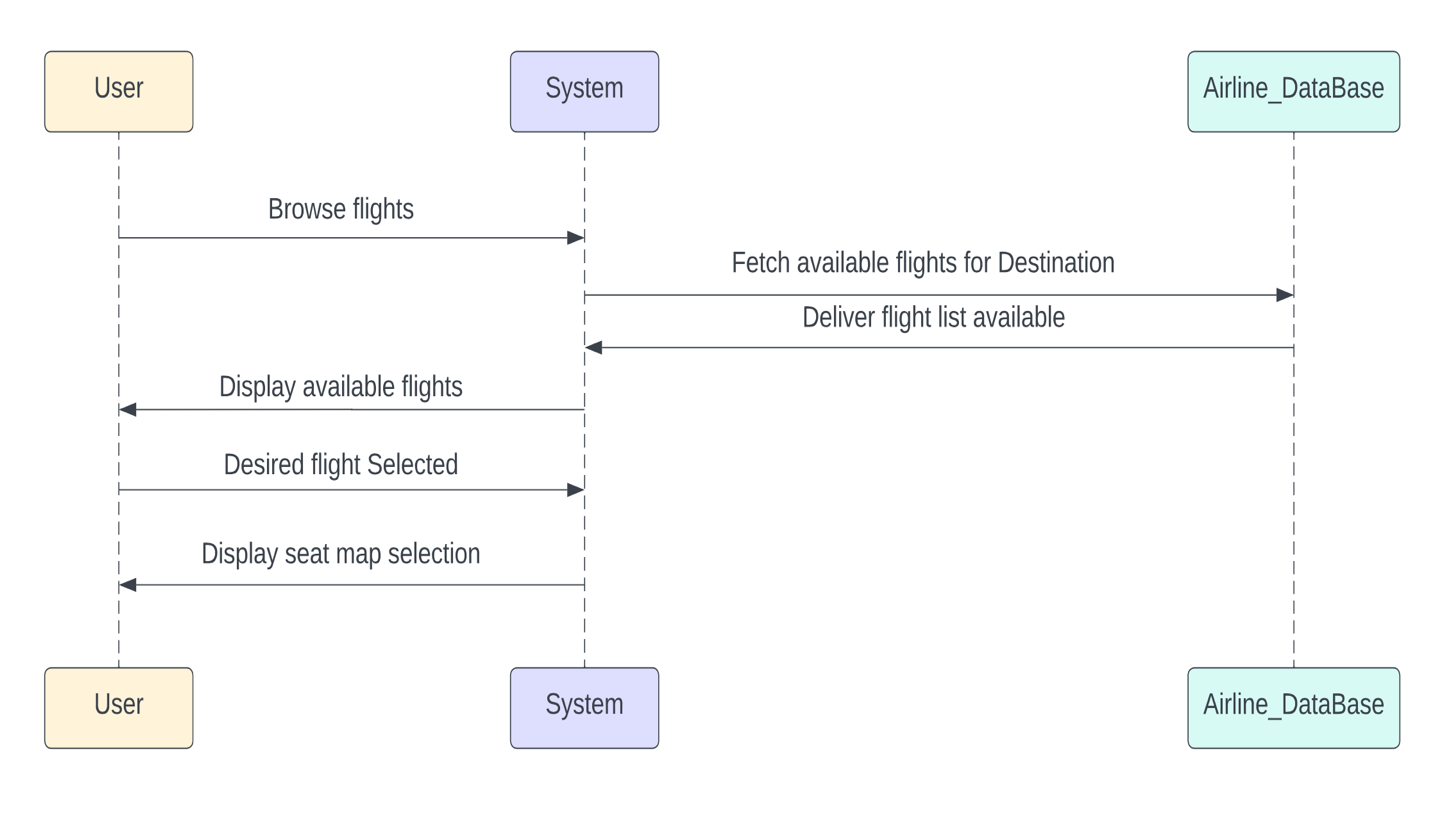 User
System
Airline_DataBase
Browse flights
Fetch available flights for Destination
Deliver flight list available
Display available flights
Desired flight Selected
Display seat map selection
User
System
Airline_DataBase